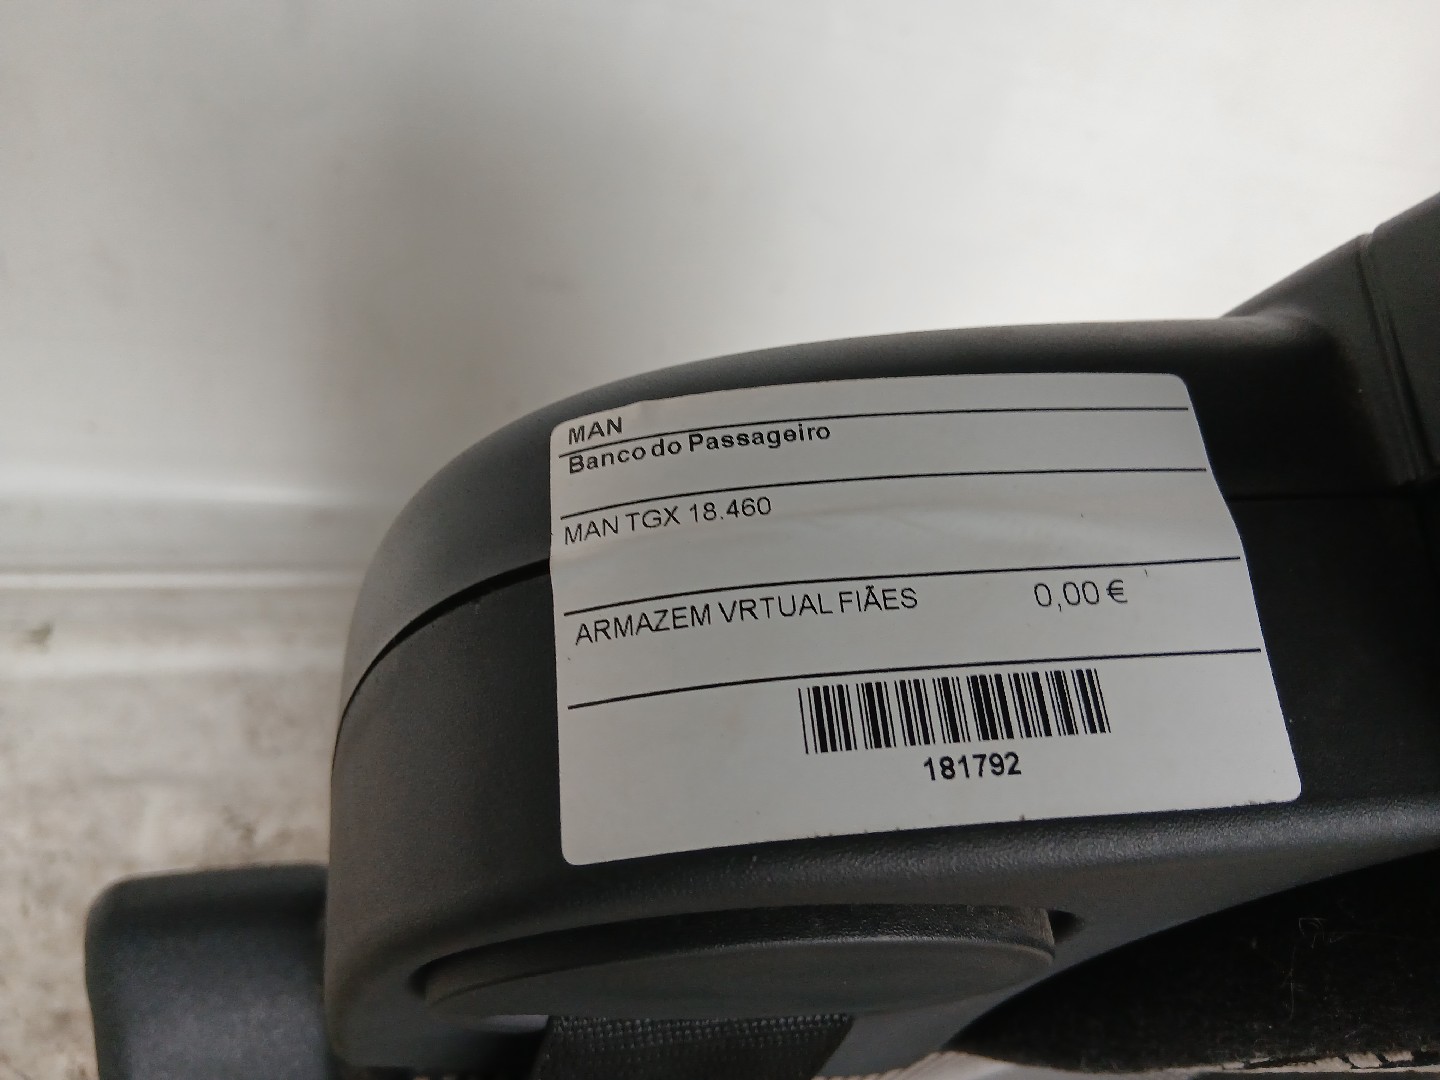 MAN
Banco do Passageiro
MAN TGX 18.460
ARMAZEM VRTUAL FIÃES 0,00 €
181792